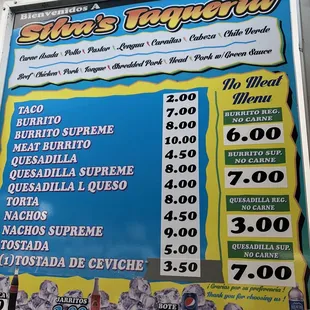 Bienvenidos A
Silva's Taqueria
Carne Asada Pollo Pastor Lengua Carnitas Cabeza Chile Verde
Beef Chicken Pork Tongue Shredded Pork Head Pork w/ Green Sauce
No Meat
Menu
TACO 2.00
BURRITO 7.00
BURRITO SUPREME 8.00
MEAT BURRITO 10.00
QUESADILLA 4.50
QUESADILLA SUPREME 8.00
QUESADILLA L QUESO 4.00
TORTA 8.00
NACHOS 4.50
NACHOS SUPREME 9.00
TOSTADA 5.00
(1) TOSTADA DE CEVICHE 3.50
BURRITO REG.
NO CARNE
6.00
BURRITO SUP.
NO CARNE
7.00
QUESADILLA REG.
NO CARNE
3.00
QUESADILLA SUP.
NO CARNE
7.00
¡Gracias por su preferencia!
Thank you for choosing us!
JARRITOS
BOTE